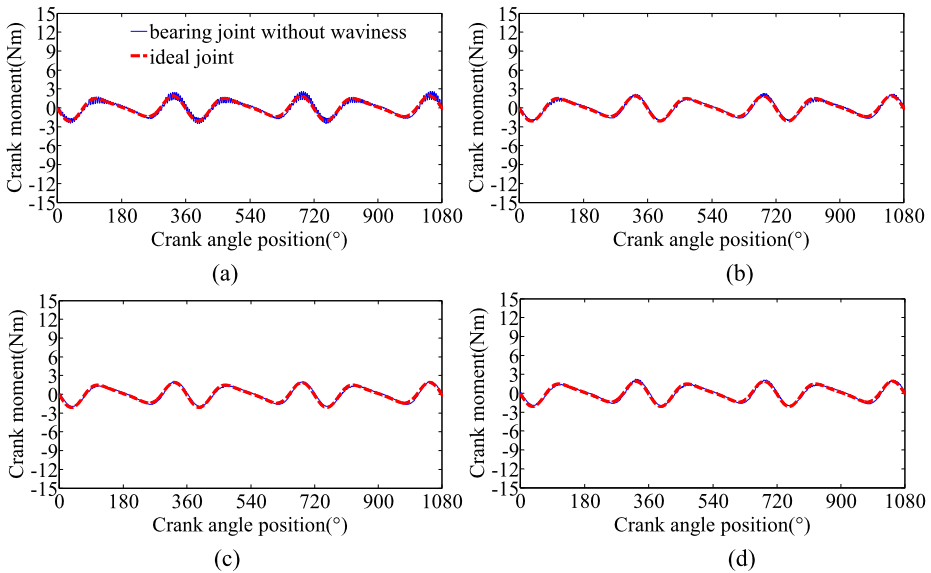 15
12
9
6
3
0
-3
-6
-9
-12
-15
Crank moment(Nm)
bearing joint without waviness
ideal joint
0 180 360 540 720 900 1080
Crank angle position(°)
(a)
15
12
9
6
3
0
-3
-6
-9
-12
-15
Crank moment(Nm)
0 180 360 540 720 900 1080
Crank angle position(°)
(b)
15
12
9
6
3
0
-3
-6
-9
-12
-15
Crank moment(Nm)
0 180 360 540 720 900 1080
Crank angle position(°)
(c)
15
12
9
6
3
0
-3
-6
-9
-12
-15
Crank moment(Nm)
0 180 360 540 720 900 1080
Crank angle position(°)
(d)